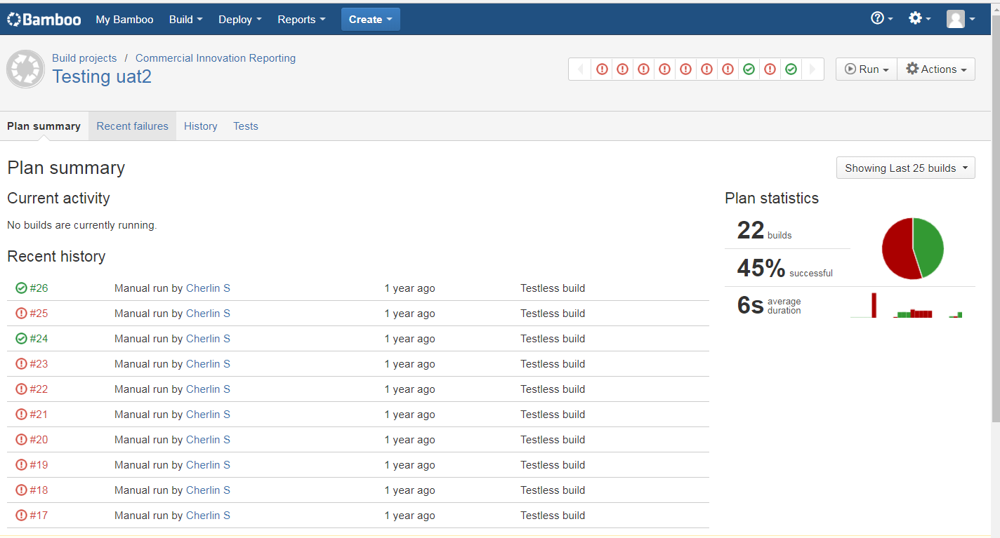 Bamboo My Bamboo Build Deploy Reports Create
Build projects / Commercial Innovation Reporting
Testing uat2
Run Actions
Plan summary Recent failures History Tests
Plan summary
Showing Last 25 builds
Current activity
No builds are currently running.
Recent history
#26 Manual run by Cherlin S 1 year ago Testless build
#25 Manual run by Cherlin S 1 year ago Testless build
#24 Manual run by Cherlin S 1 year ago Testless build
#23 Manual run by Cherlin S 1 year ago Testless build
#22 Manual run by Cherlin S 1 year ago Testless build
#21 Manual run by Cherlin S 1 year ago Testless build
#20 Manual run by Cherlin S 1 year ago Testless build
#19 Manual run by Cherlin S 1 year ago Testless build
#18 Manual run by Cherlin S 1 year ago Testless build
#17 Manual run by Cherlin S 1 year ago Testless build
Plan statistics
22 builds
45% successful
6s average
duration